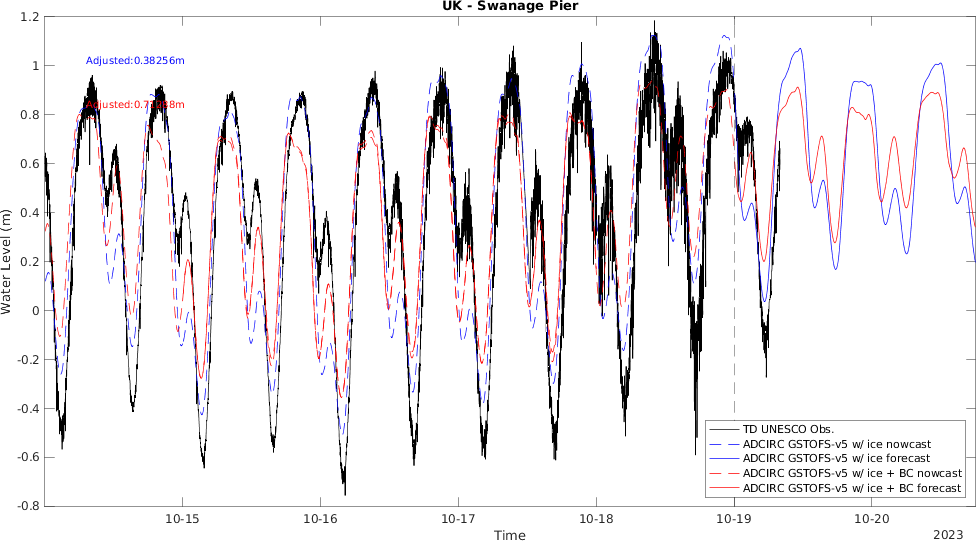 UK - Swanage Pier
1.2
1
0.8
0.6
0.4
0.2
0
-0.2
-0.4
-0.6
-0.8
Water Level (m)
Adjusted:0.38256m
10-15
10-16
10-17
10-18
10-19
10-20
Time
2023
TD UNESCO Obs.
ADCIRC GSTOFS-v5 w/ ice nowcast
ADCIRC GSTOFS-v5 w/ ice forecast
ADCIRC GSTOFS-v5 w/ ice + BC nowcast
ADCIRC GSTOFS-v5 w/ ice + BC forecast